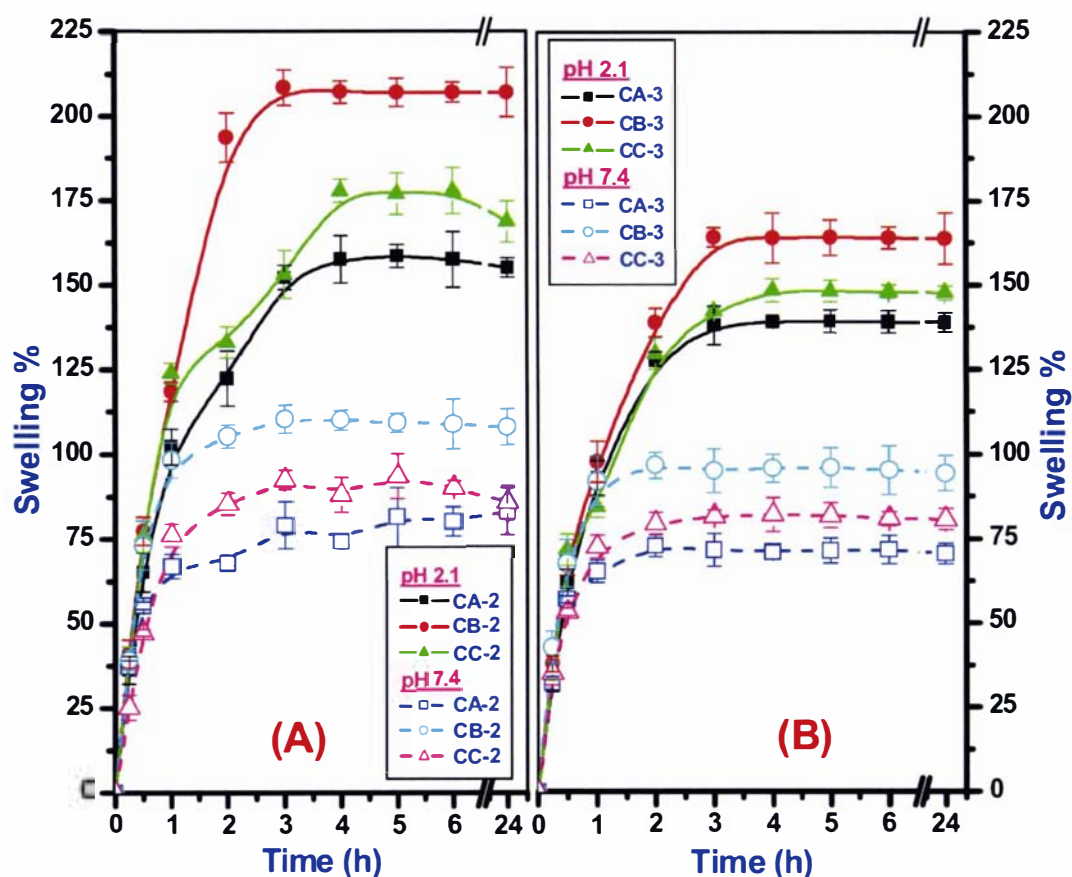 225
200
175
150
125
100
75
50
25
0
Swelling %
0 1 2 3 4 5 6 24
Time (h)
(A)
pH 2.1
CA-2
CB-2
CC-2
pH 7.4
CA-2
CB-2
CC-2
pH 2.1
CA-3
CB-3
CC-3
pH 7.4
CA-3
CB-3
CC-3
(B)
0 1 2 3 4 5 6 24
Time (h)
225
200
175
150
125
100
75
50
25
0
Swelling %